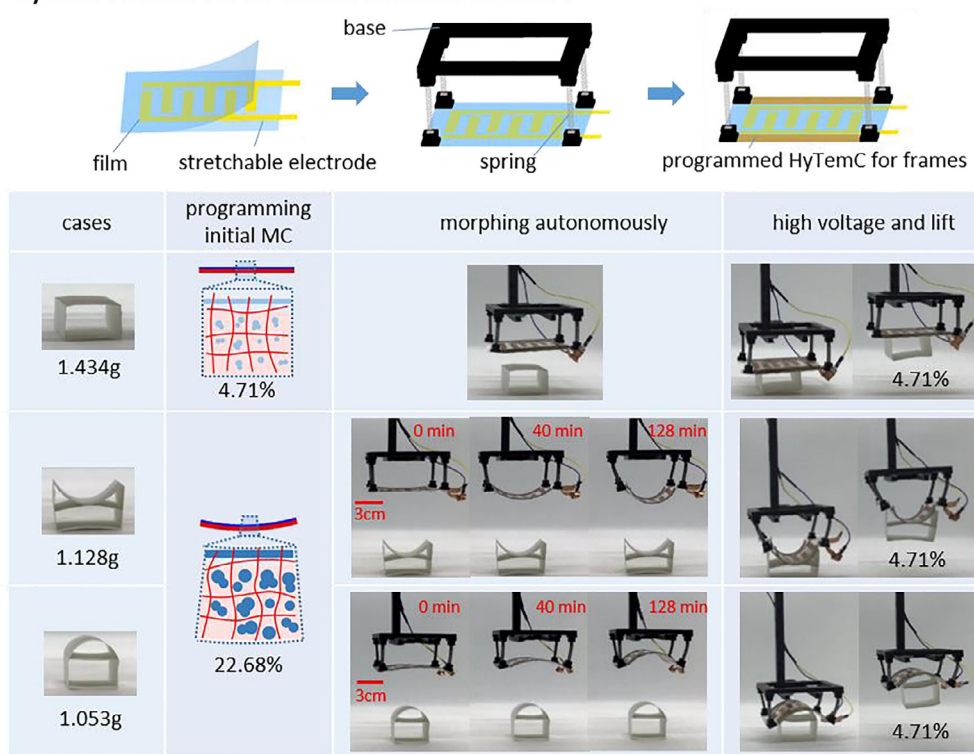 base
film
stretchable electrode
spring
programmed HyTemC for frames
cases
programming
initial MC
morphing autonomously
high voltage and lift
1.434g
4.71%
4.71%
0 min
40 min
128 min
3cm
1.128g
4.71%
22.68%
0 min
40 min
128 min
3cm
1.053g
4.71%